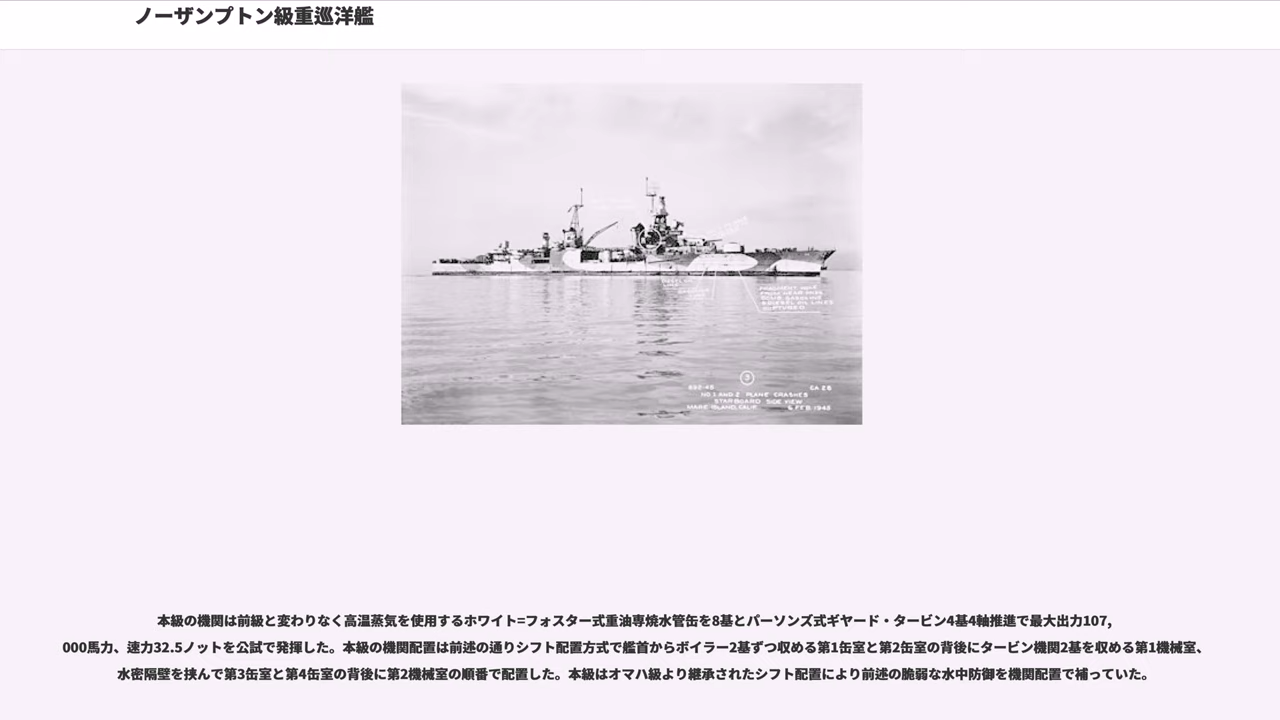 ノーザンプトン級重巡洋艦
FRAGMENT HOLE
FROM NEAR MISS
SOME GASOLINE
& DIESEL OIL LINES
RUPTURED
3
CA 28
NO 1 AND 2 PLANE CRASHES
STARBOARD SIDE VIEW
MARE ISLAND, CALIF
本級の機関は前級と変わりなく高温蒸気を使用するホワイト=フォスター式重油専焼水管缶を8基とパーソンズ式ギヤード・タービン4基4軸推進で最大出力107,
000馬力、速力32.5ノットを公試で発揮した。本級の機関配置は前述の通りシフト配置方式で艦首からボイラー2基ずつ収める第1缶室と第2缶室の背後にタービン機関2基を収める第1機械室、
水密隔壁を挟んで第3缶室と第4缶室の背後に第2機械室の順番で配置した。本級はオマハ級より継承されたシフト配置により前述の脆弱な水中防御を機関配置で補っていた。